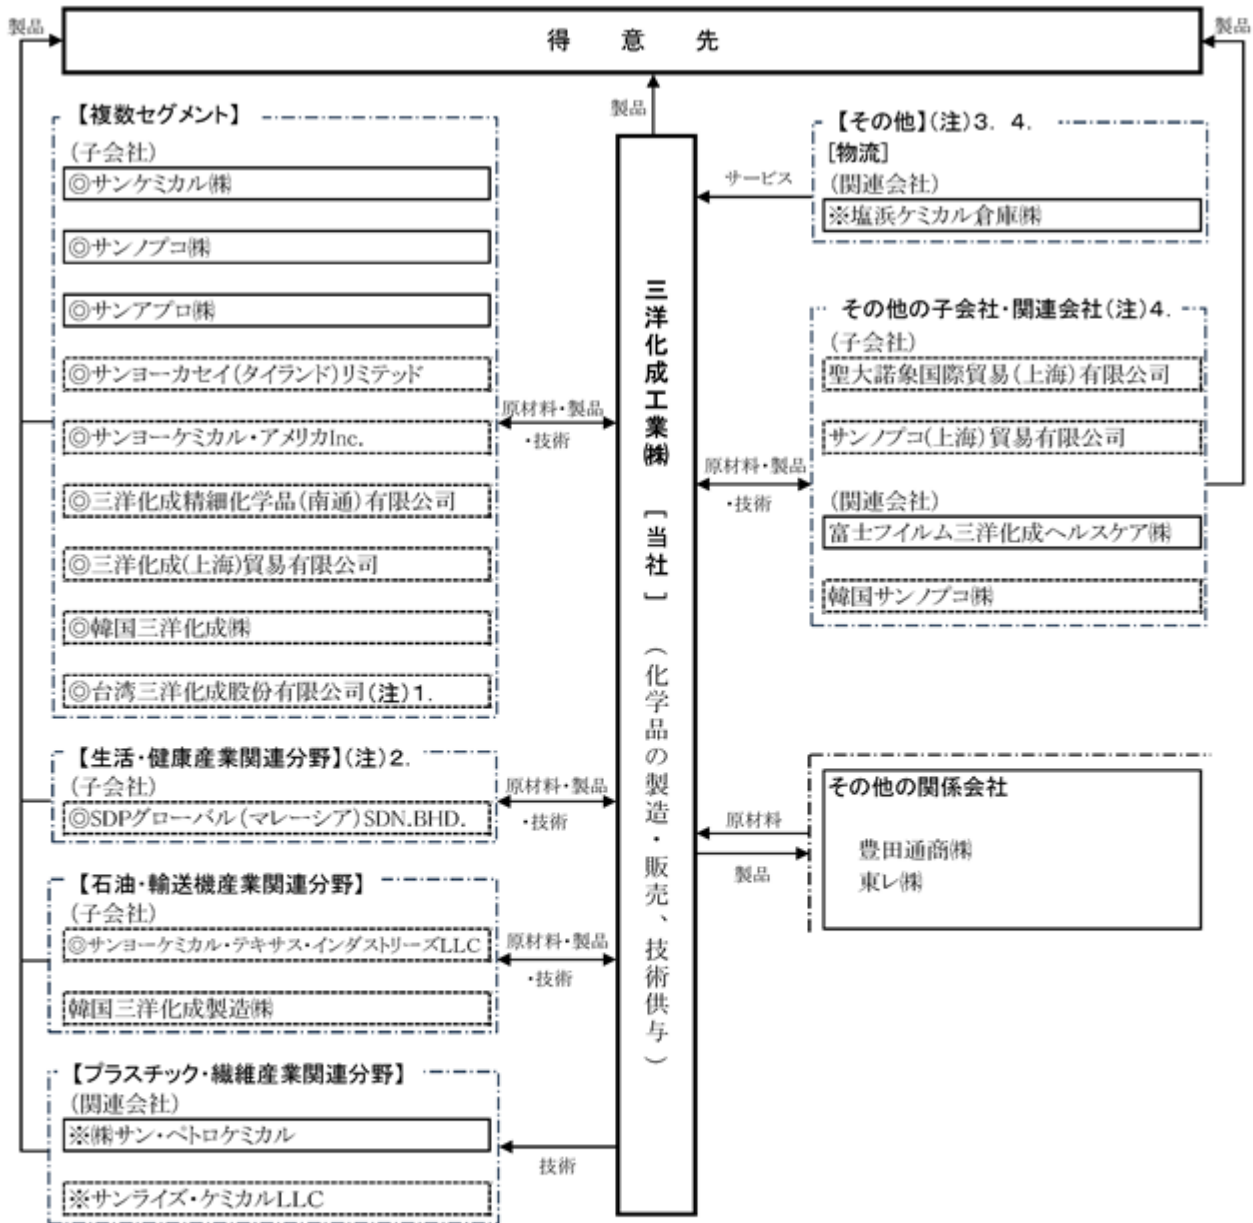 製品
得意先
製品
製品
【複数セグメント】
(子会社)
◎サンケミカル㈱
◎サンノプコ㈱
◎サンアプロ㈱
◎サンヨーカセイ(タイランド)リミテッド
◎サンヨーケミカル・アメリカInc.
◎三洋化成精細化学品(南通)有限公司
◎三洋化成(上海)貿易有限公司
◎韓国三洋化成㈱
◎台湾三洋化成股份有限公司(注)1.
原材料・製品
・技術
【生活・健康産業関連分野】(注)2.
(子会社)
◎SDPグローバル(マレーシア)SDN.BHD.
原材料・製品
・技術
【石油・輸送機産業関連分野】
(子会社)
◎サンヨーケミカル・テキサス・インダストリーズLLC
韓国三洋化成製造㈱
原材料・製品
・技術
【プラスチック・繊維産業関連分野】
(関連会社)
※㈱サン・ペトロケミカル
※サンライズ・ケミカルLLC
技術
三洋化成工業㈱ [当社] (化学品の製造・販売、技術供与)
【その他】(注)3. 4.
[物流]
(関連会社)
※塩浜ケミカル倉庫㈱
サービス
その他の子会社・関連会社(注)4.
(子会社)
聖大諾象国際貿易(上海)有限公司
サンノプコ(上海)貿易有限公司
(関連会社)
富士フイルム三洋化成ヘルスケア㈱
韓国サンノプコ㈱
原材料・製品
・技術
その他の関係会社
豊田通商㈱
東レ㈱
原材料
製品